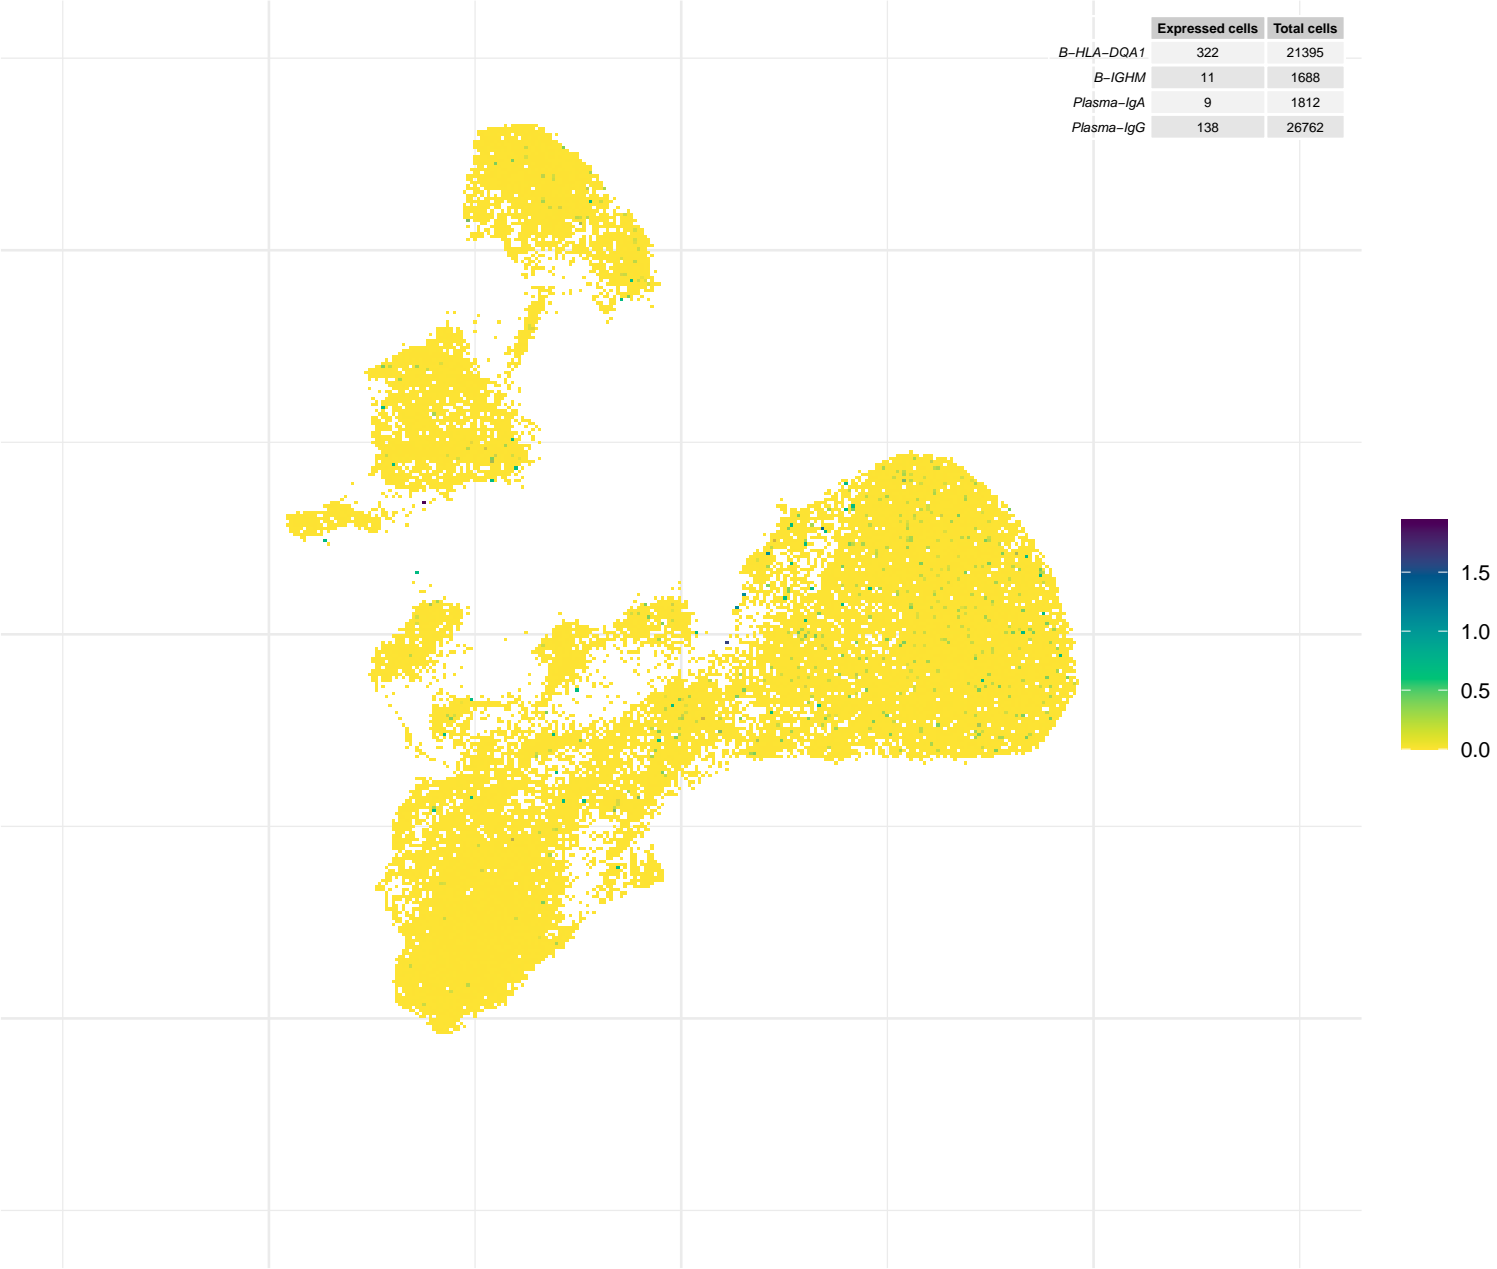 Expressed cells Total cells
B−HLA−DQA1 322 21395
B−IGHM 11 1688
Plasma−IgA 9 1812
Plasma−IgG 138 26762
1.5
1.0
0.5
0.0